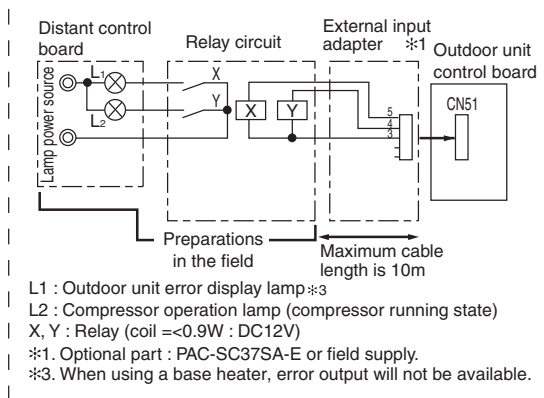 Distant control
board
Relay circuit
External input
adapter ✻1
Outdoor unit
control board
Lamp power source
L1
L2
X
Y
X
Y
5
4
3
CN51
Preparations
in the field
Maximum cable
length is 10m
L1 : Outdoor unit error display lamp✻3
L2 : Compressor operation lamp (compressor running state)
X, Y : Relay (coil =<0.9W : DC12V)
✻1. Optional part : PAC-SC37SA-E or field supply.
✻3. When using a base heater, error output will not be available.